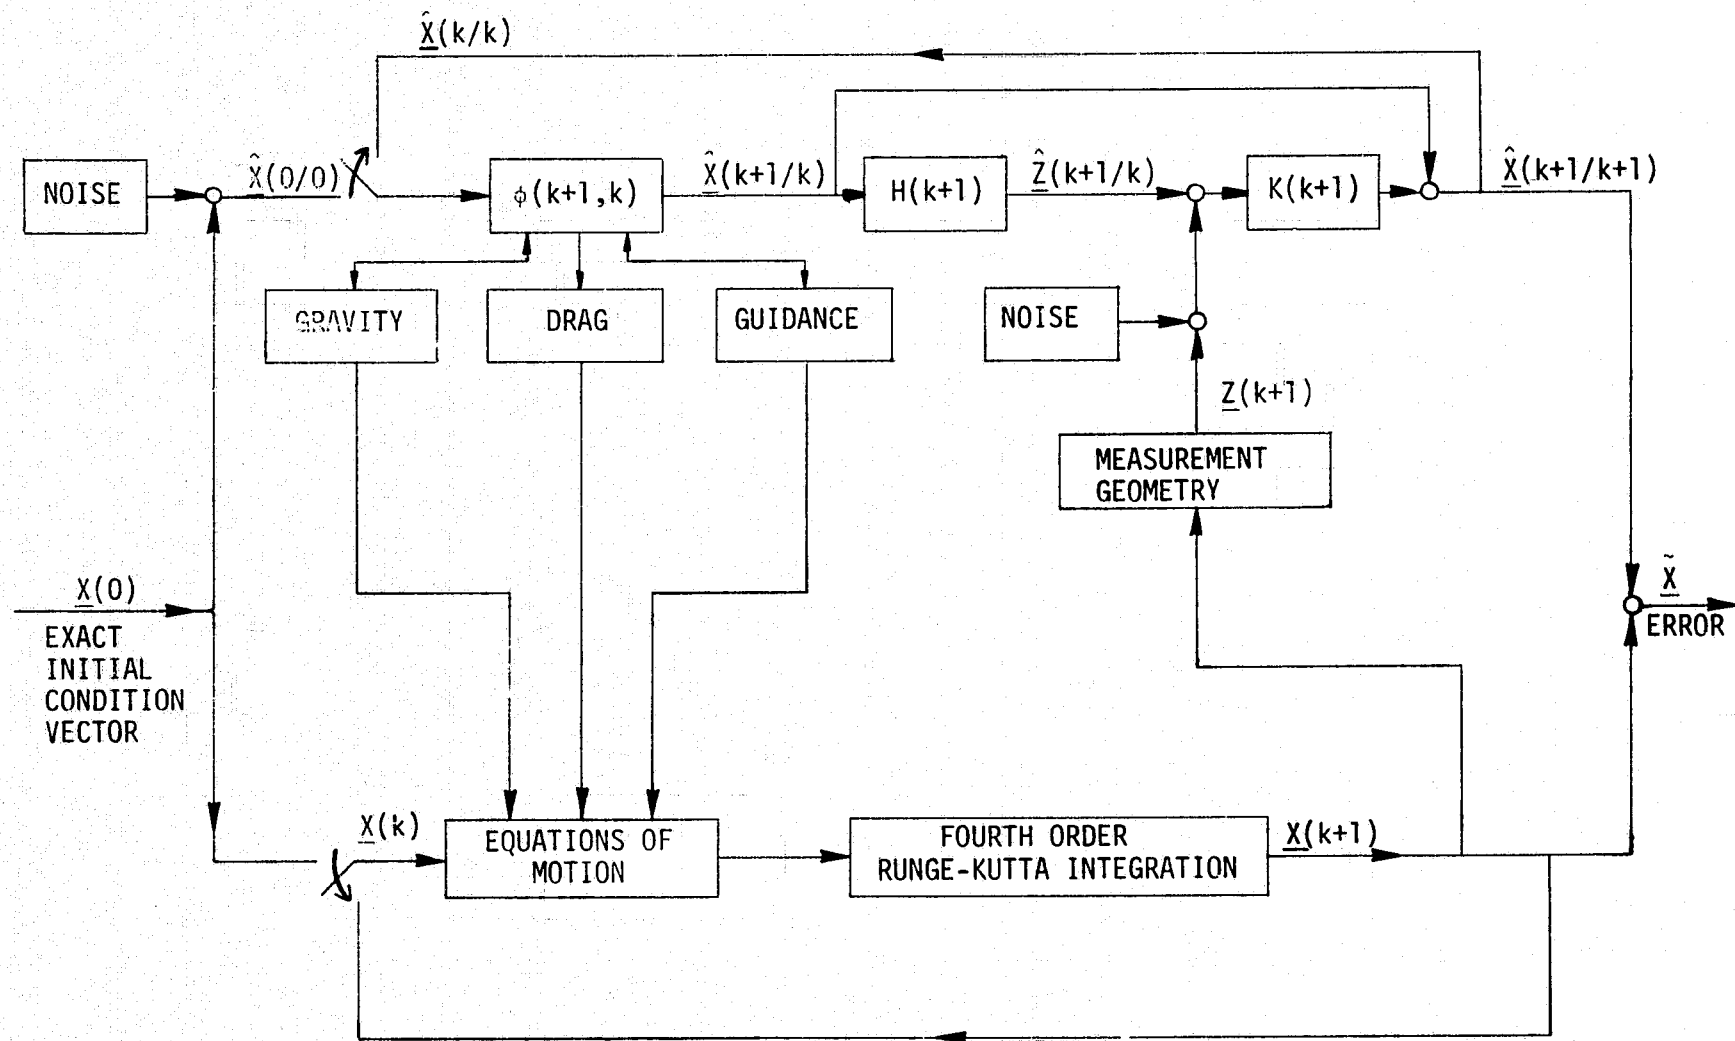 X̂(k/k)
NOISE
X̂(0/0)
ϕ(k+1,k)
X̂(k+1/k)
H(k+1)
Ẑ(k+1/k)
K(k+1)
X̂(k+1/k+1)
GRAVITY
DRAG
GUIDANCE
NOISE
Z(k+1)
MEASUREMENT
GEOMETRY
X(0)
EXACT
INITIAL
CONDITION
VECTOR
X̃
ERROR
X(k)
EQUATIONS OF
MOTION
FOURTH ORDER
RUNGE-KUTTA INTEGRATION
X(k+1)